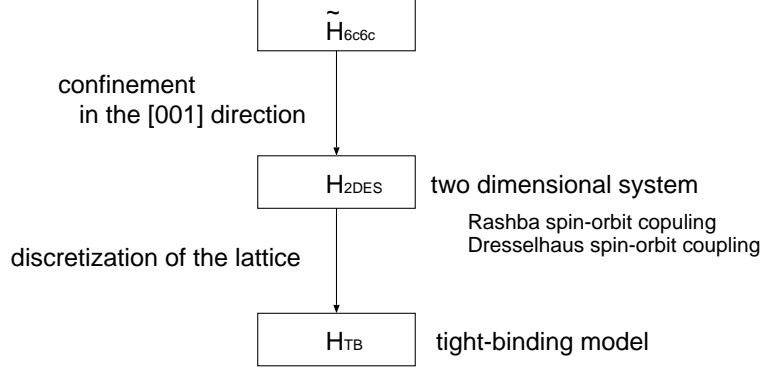 H̃6c6c
confinement
in the [001] direction
H2DES
two dimensional system
Rashba spin-orbit copuling
Dresselhaus spin-orbit coupling
discretization of the lattice
HTB
tight-binding model